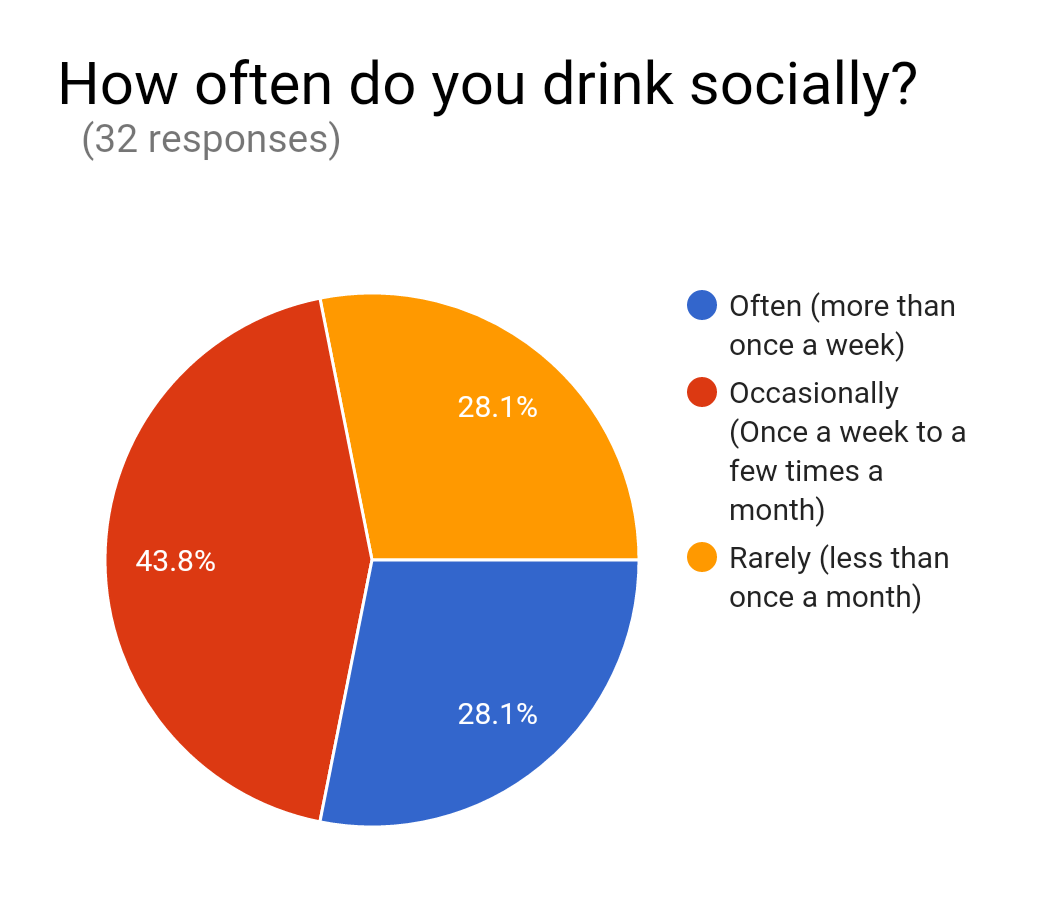 How often do you drink socially?
(32 responses)
28.1%
43.8%
28.1%
Often (more than
once a week)
Occasionally
(Once a week to a
few times a
month)
Rarely (less than
once a month)